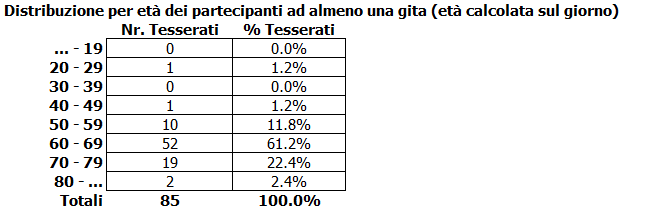 Distribuzione per età dei partecipanti ad almeno una gita (età calcolata sul giorno)
Nr. Tesserati % Tesserati
... - 19 0 0.0%
20 - 29 1 1.2%
30 - 39 0 0.0%
40 - 49 1 1.2%
50 - 59 10 11.8%
60 - 69 52 61.2%
70 - 79 19 22.4%
80 - ... 2 2.4%
Totali 85 100.0%